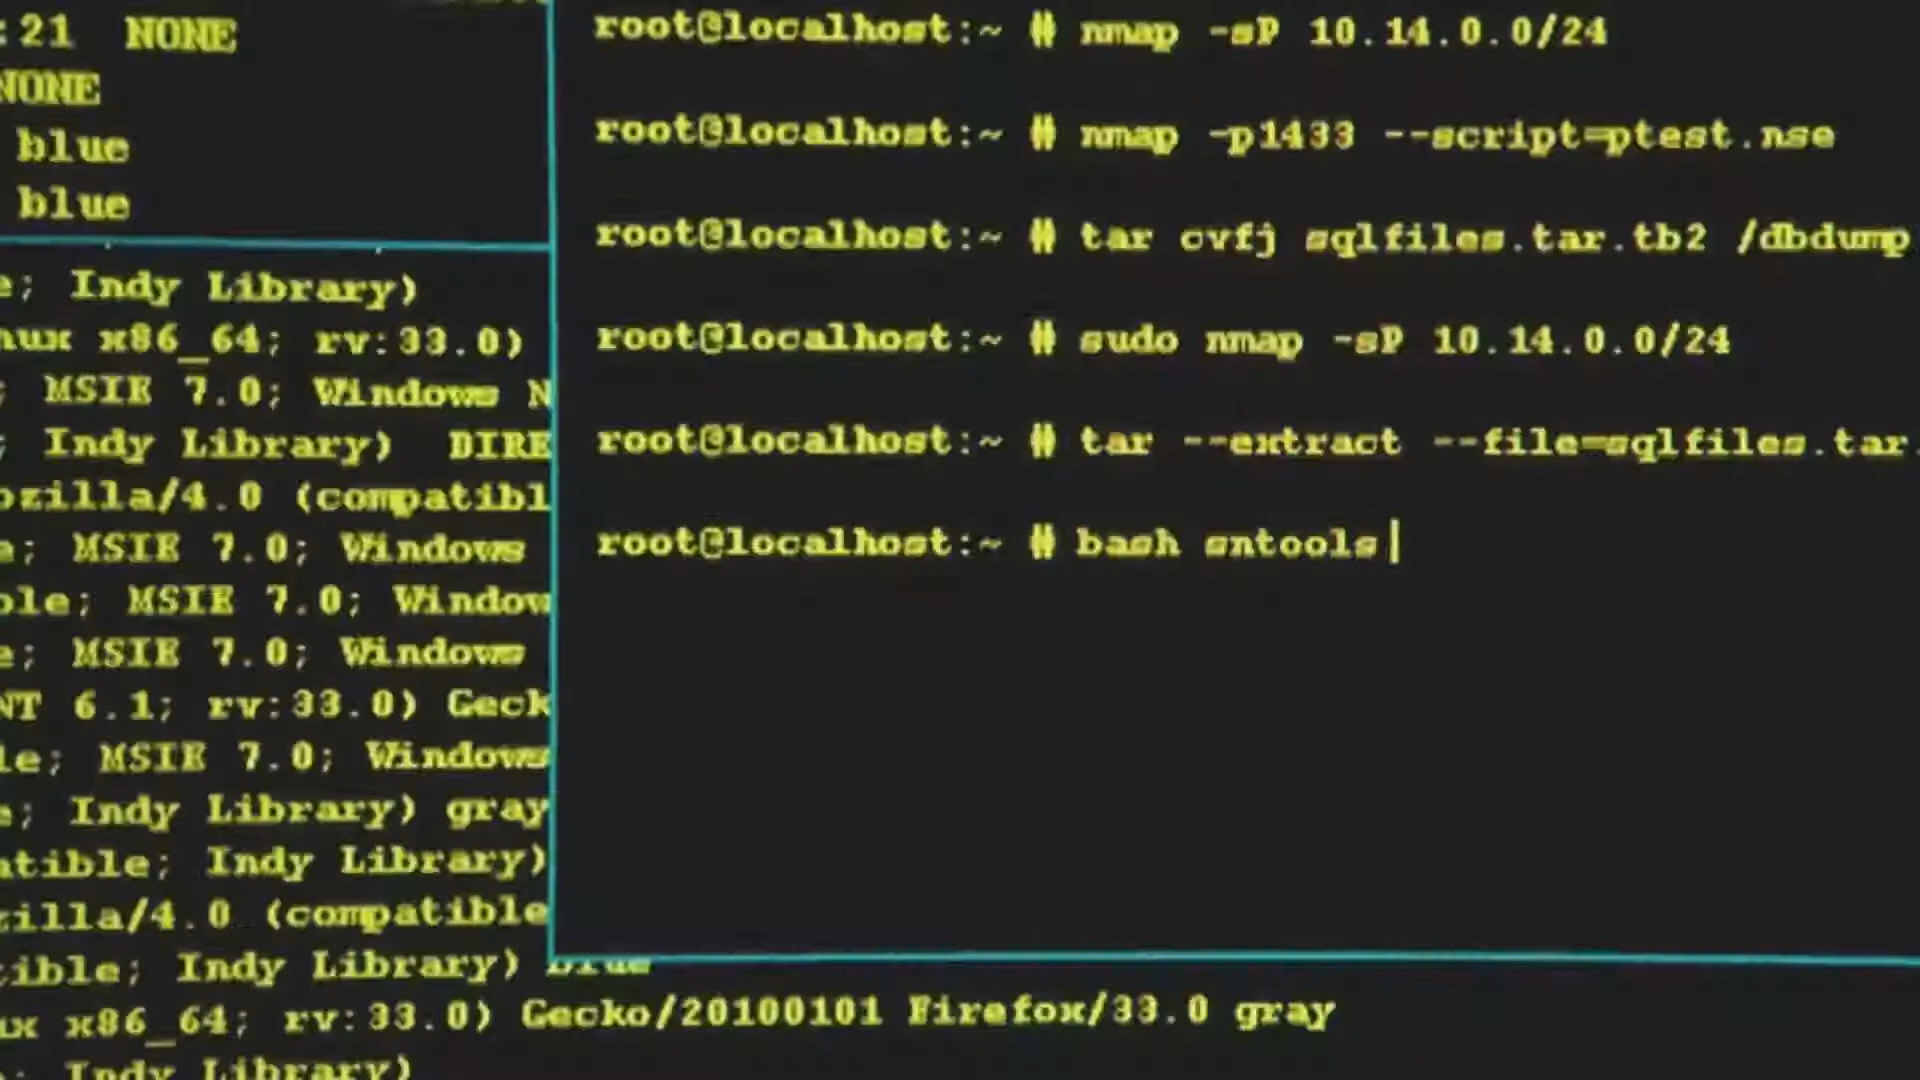 :21 NONE
NONE
blue
blue
e; Indy Library)
nux x86_64; rv:33.0)
; MSIE 7.0; Windows N
; Indy Library) DIRE
ozilla/4.0 (compatibl
e; MSIE 7.0; Windows
ble; MSIE 7.0; Window
e; MSIE 7.0; Windows
NT 6.1; rv:33.0) Geck
le; MSIE 7.0; Windows
e; Indy Library) gray
atible; Indy Library)
zilla/4.0 (compatible
tible; Indy Library) blue
ux x86_64; rv:33.0) Gecko/20100101 Firefox/33.0 gray
; Indy Library)
root@localhost:~ # nmap -sP 10.14.0.0/24
root@localhost:~ # nmap -p1433 --script=ptest.nse
root@localhost:~ # tar cvfj sqlfiles.tar.tb2 /dbdump
root@localhost:~ # sudo nmap -sP 10.14.0.0/24
root@localhost:~ # tar --extract --file=sqlfiles.tar.
root@localhost:~ # bash sntools